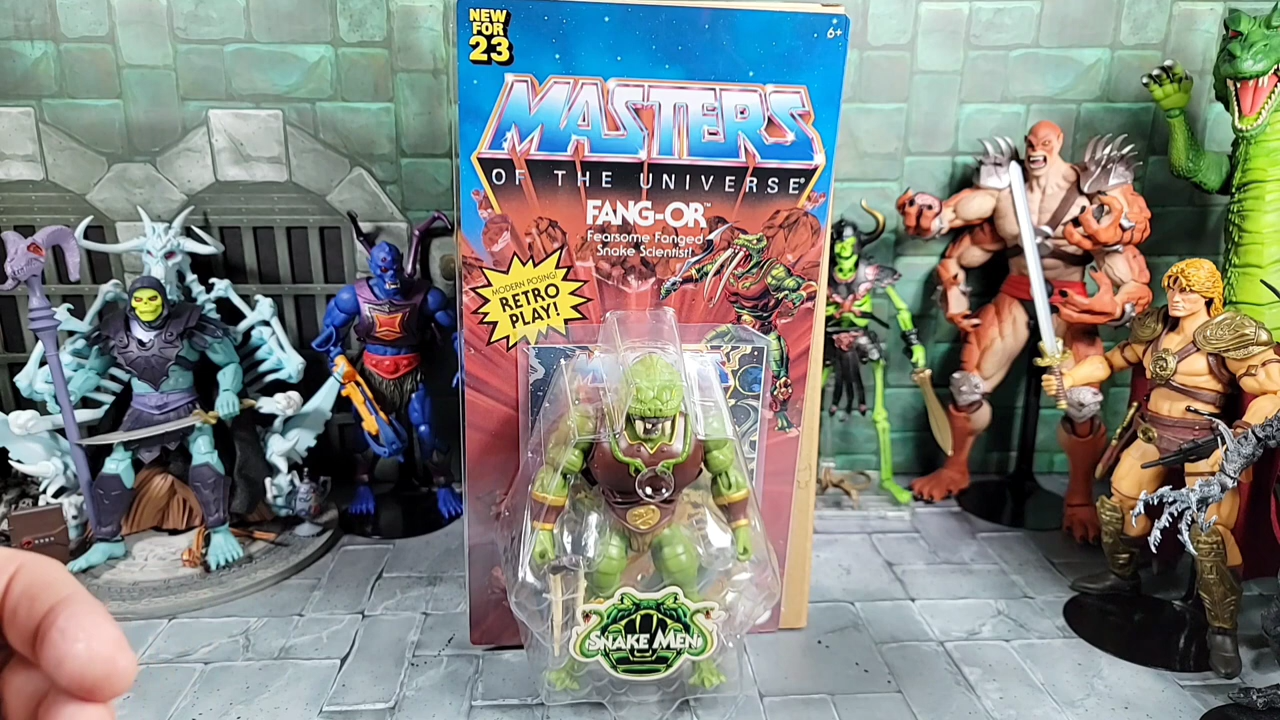 NEW
FOR
23
6+
MASTERS
OF THE UNIVERSE®
FANG-OR™
Fearsome Fanged
Snake Scientist!
MODERN POSING!
RETRO
PLAY!
SNAKE MEN